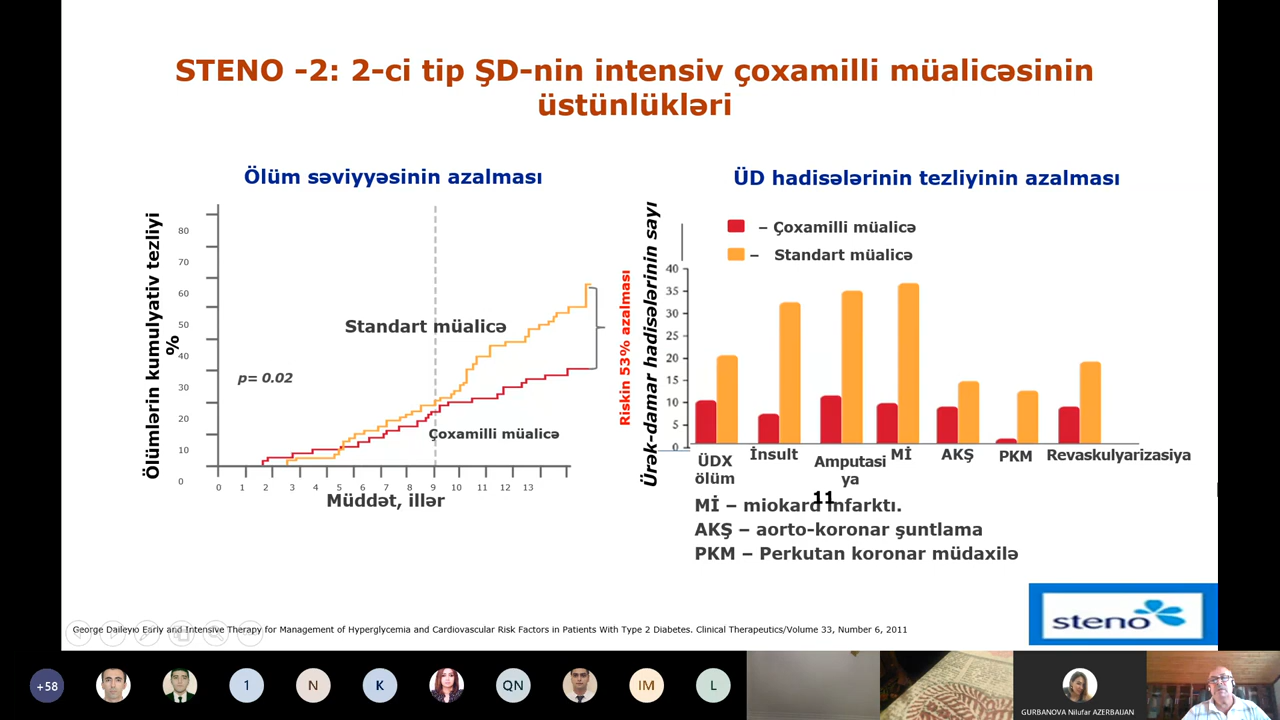 STENO -2: 2-ci tip ŞD-nin intensiv çoxamilli müalicəsinin
üstünlükləri
Ölüm səviyyəsinin azalması
Ölümlərin kumulyativ tezliyi
%
80
70
60
50
40
30
20
10
0
Standart müalicə
p= 0.02
Çoxamilli müalicə
0 1 2 3 4 5 6 7 8 9 10 11 12 13
Müddət, illər
Riskin 53% azalması
ÜD hadisələrinin tezliyinin azalması
Ürək-damar hadisələrinin sayı
– Çoxamilli müalicə
– Standart müalicə
40
35
30
25
20
15
10
5
0
ÜDX
ölüm
İnsult
Amputasi
ya
Mİ
AKŞ
PKM
Revaskulyarizasiya
11
Mİ – miokard infarktı.
AKŞ – aorto-koronar şuntlama
PKM – Perkutan koronar müdaxilə
steno
George Daileyю Early and Intensive Therapy for Management of Hyperglycemia and Cardiovascular Risk Factors in Patients With Type 2 Diabetes. Clinical Therapeutics/Volume 33, Number 6, 2011
+58
1
N
K
QN
IM
L
GURBANOVA Nilufar AZERBAIJAN